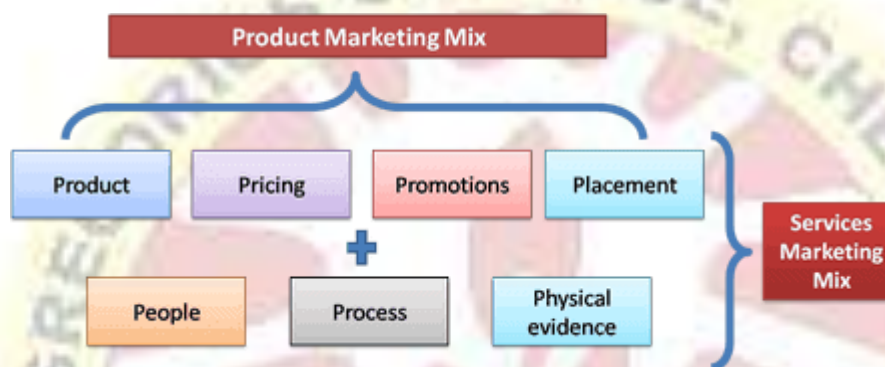 Product Marketing Mix
Product
Pricing
Promotions
Placement
People
Process
Physical
evidence
Services
Marketing
Mix